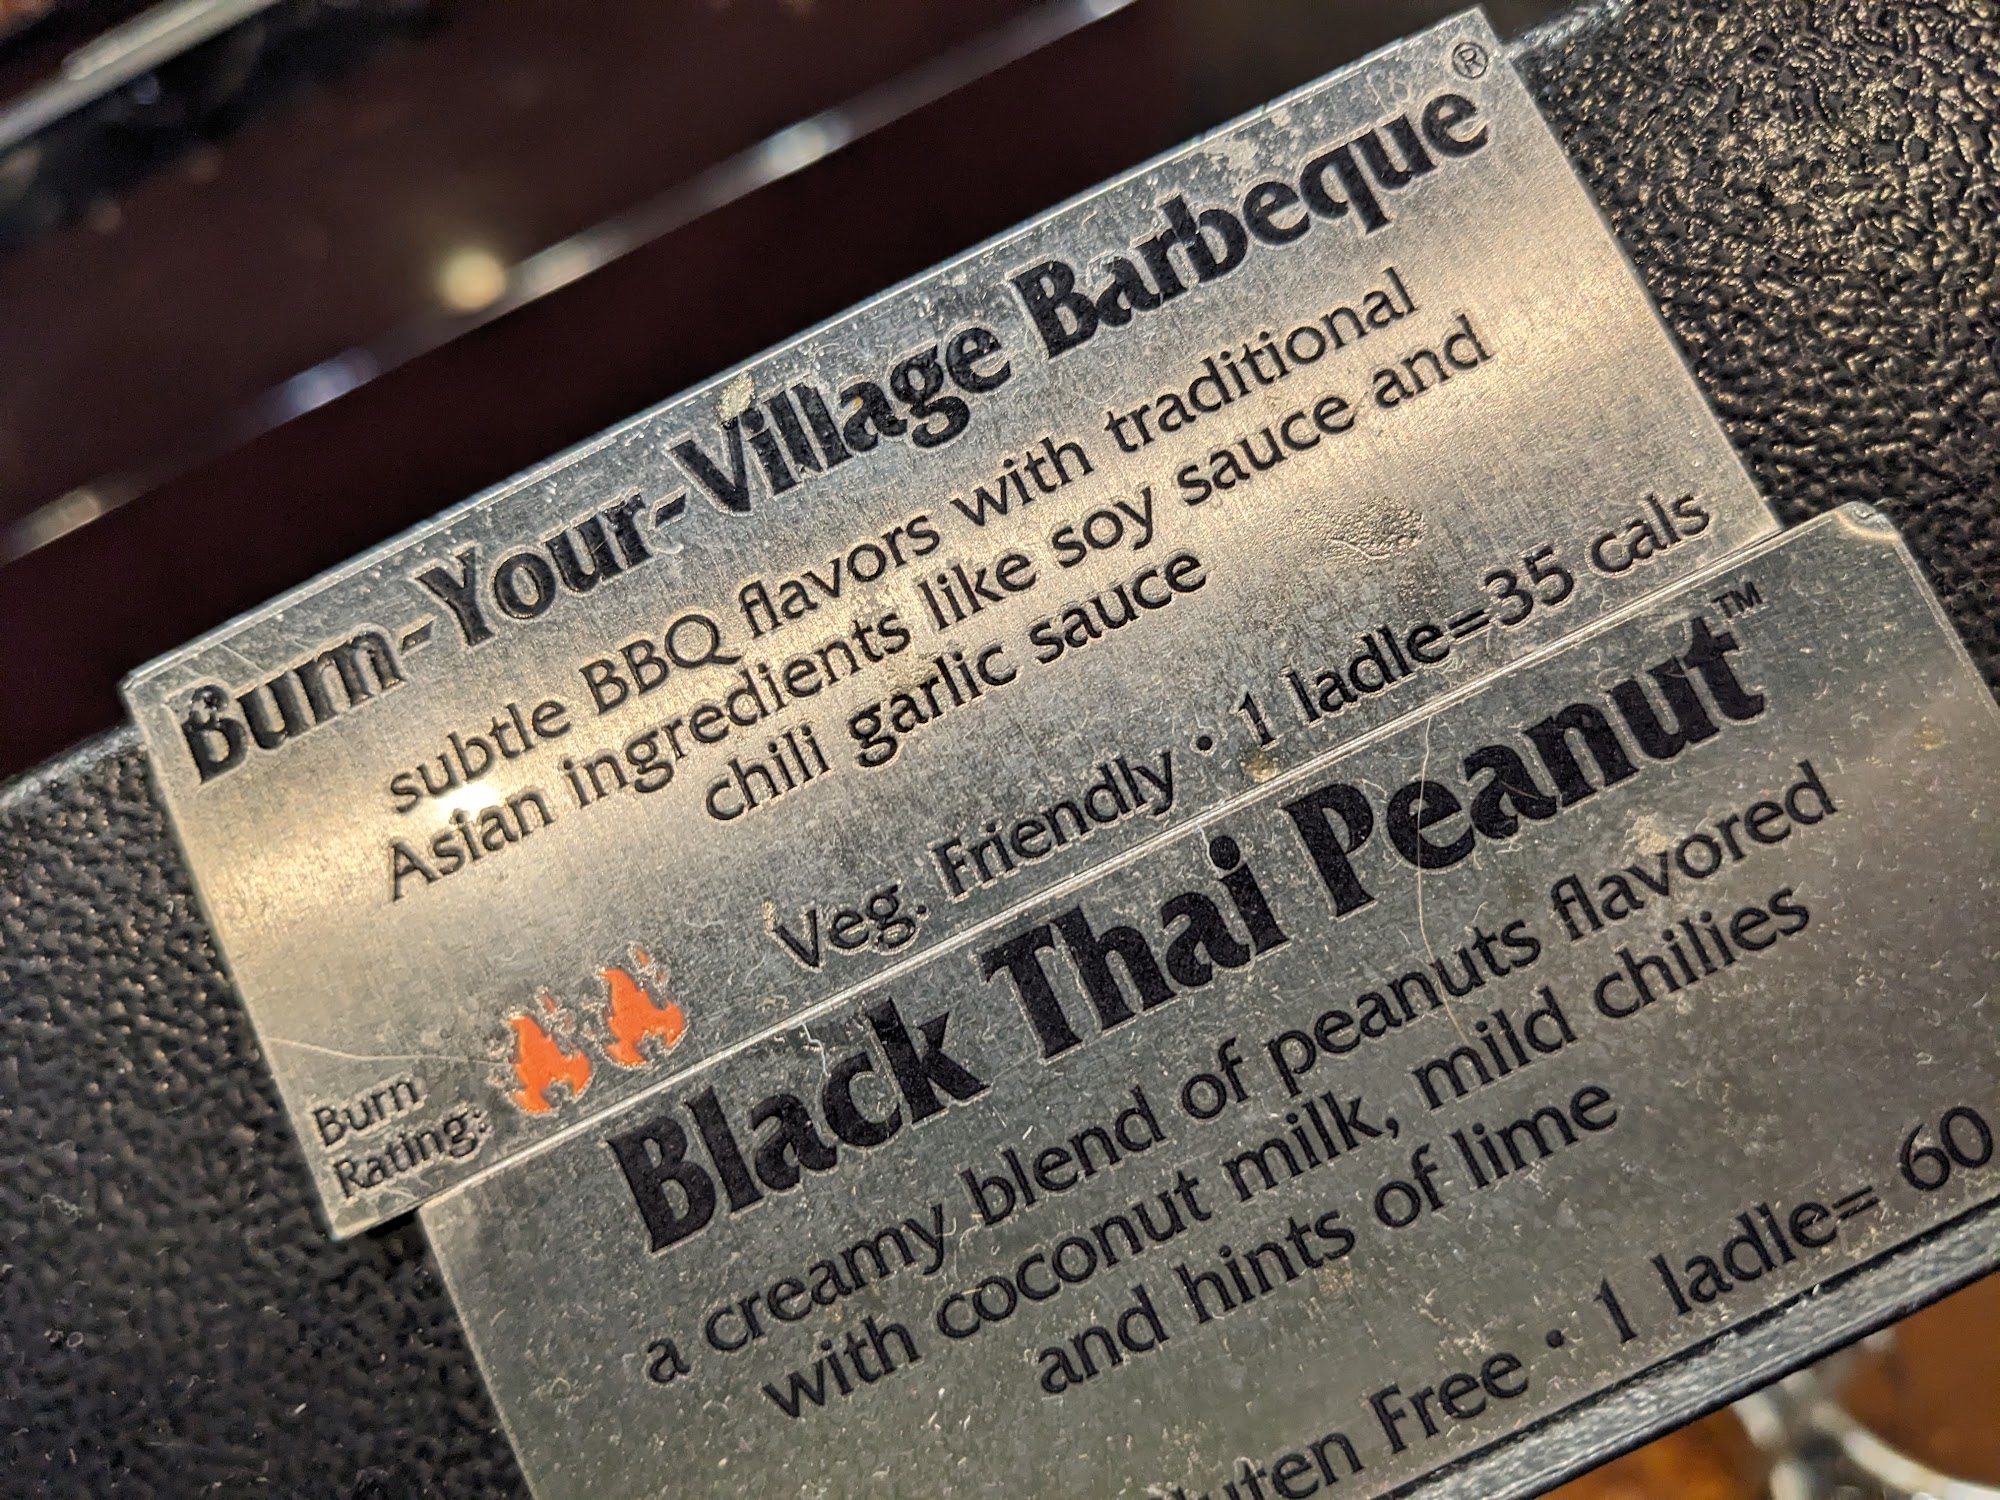 Burn-Your-Village Barbeque®
subtle BBQ flavors with traditional
Asian ingredients like soy sauce and
chili garlic sauce
Veg. Friendly · 1 ladle=35 cals
Burn
Rating:
Black Thai Peanut™
a creamy blend of peanuts flavored
with coconut milk, mild chilies
and hints of lime
Free · 1 ladle= 60